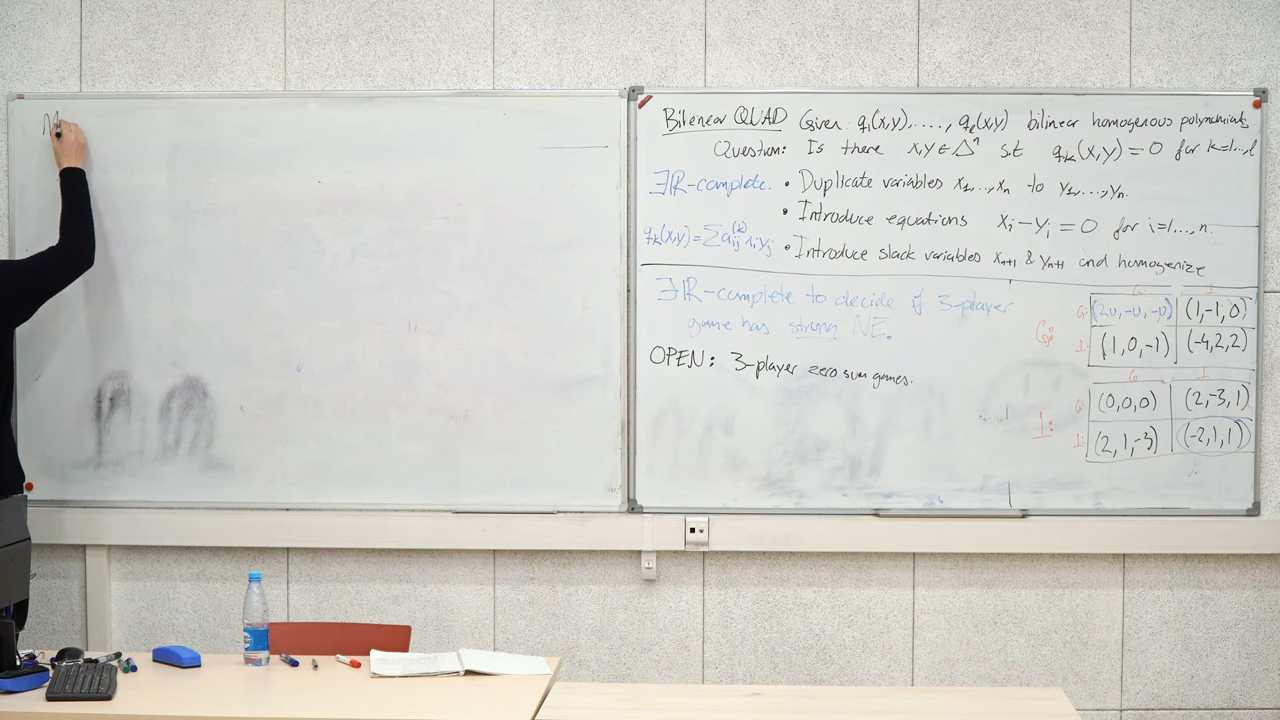 Bilinear QUAD Given q₁(x,y),...., qₑ(x,y) bilinear homogenous polynomials
Question: Is there x,y ∈ Δⁿ s.t qₖ(x,y) = 0 for k=1...,l
∃ℝ-complete. • Duplicate variables x₁,...,xₙ to y₁,...,yₙ.
• Introduce equations xᵢ - yᵢ = 0 for i=1...,n.
qₖ(x,y) = Σ aᵢⱼ⁽ᵏ⁾ xᵢ yⱼ • Introduce slack variables xₙ₊₁ & yₙ₊₁ and homogenize
∃ℝ-complete to decide if 3-player
game has strong NE.
OPEN: 3-player zero sum games.
G:
G I
G: (2υ, -υ, -υ) (1,-1,0)
I: (1,0,-1) (-4,2,2)
I:
G I
G: (0,0,0) (2,-3,1)
I: (2,1,-3) (-2,1,1)